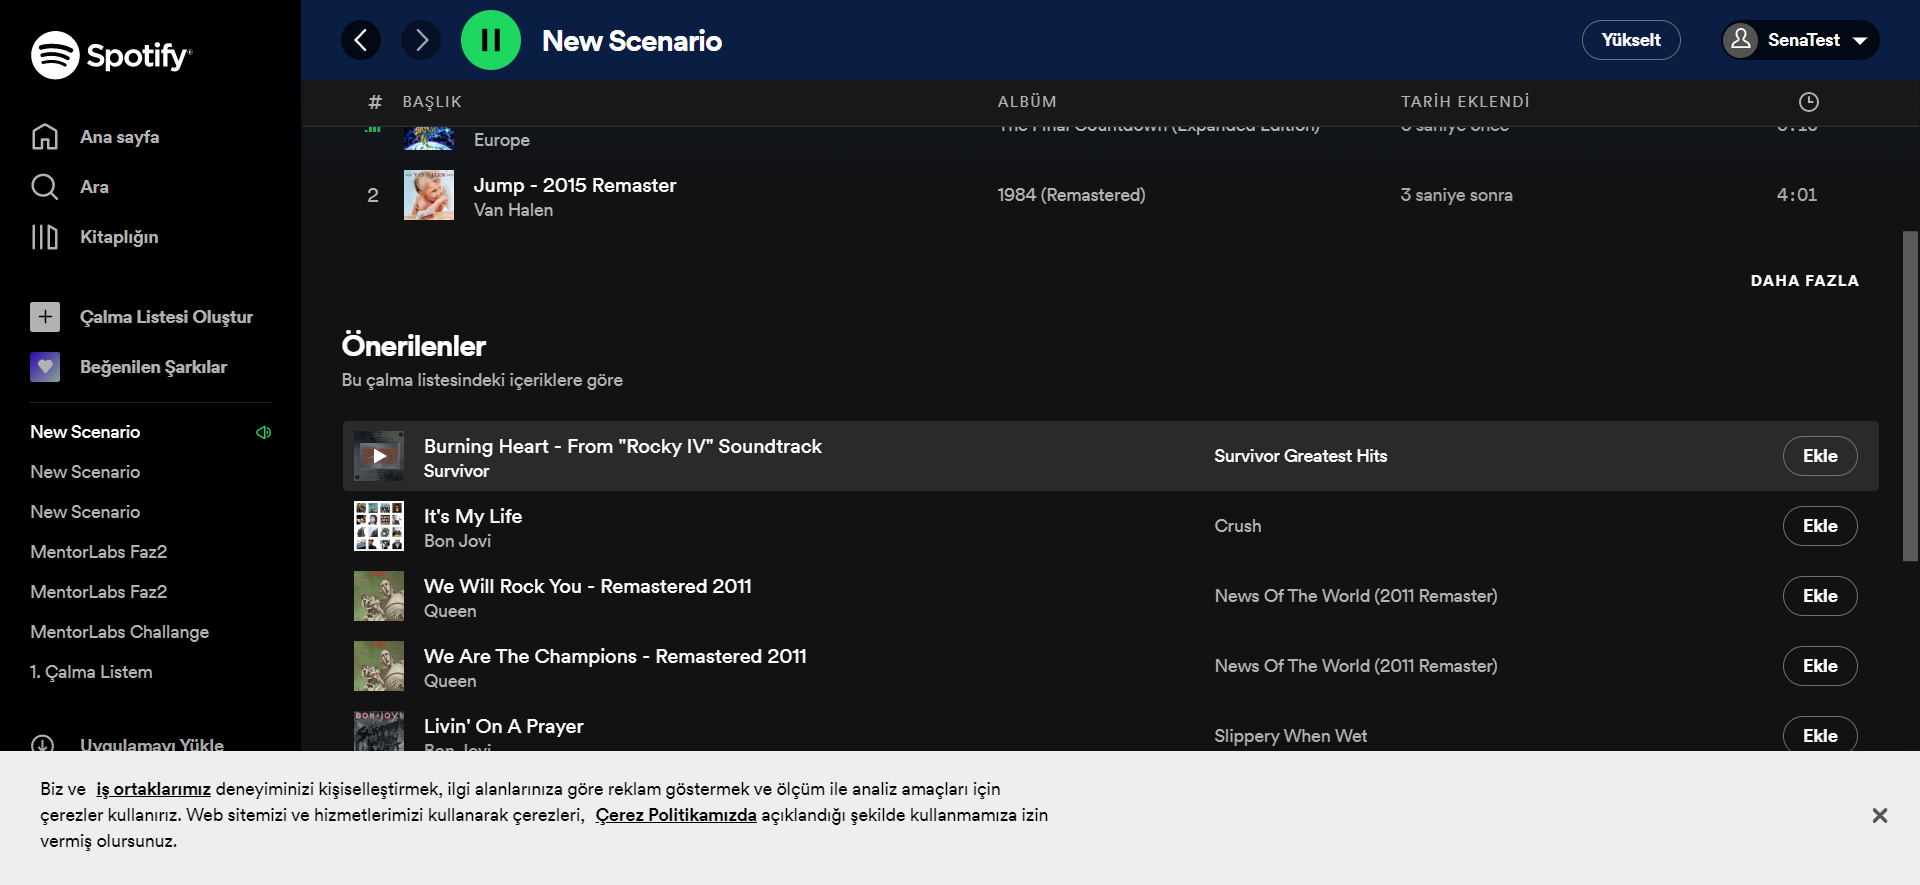 Spotify
New Scenario
Yükselt
SenaTest
Ana sayfa
Ara
Kitaplığın
Çalma Listesi Oluştur
Beğenilen Şarkılar
New Scenario
New Scenario
New Scenario
MentorLabs Faz2
MentorLabs Faz2
MentorLabs Challange
1. Çalma Listem
Uygulamayı Yükle
# BAŞLIK ALBÜM TARİH EKLENDİ
The Final Countdown (Expanded Edition)
Europe
2 Jump - 2015 Remaster 1984 (Remastered) 3 saniye sonra 4:01
Van Halen
DAHA FAZLA
Önerilenler
Bu çalma listesindeki içeriklere göre
Burning Heart - From "Rocky IV" Soundtrack
Survivor
Survivor Greatest Hits
Ekle
It's My Life
Bon Jovi
Crush
Ekle
We Will Rock You - Remastered 2011
Queen
News Of The World (2011 Remaster)
Ekle
We Are The Champions - Remastered 2011
Queen
News Of The World (2011 Remaster)
Ekle
BON JOVI
Livin' On A Prayer
Bon Jovi
Slippery When Wet
Ekle
Biz ve iş ortaklarımız deneyiminizi kişiselleştirmek, ilgi alanlarınıza göre reklam göstermek ve ölçüm ile analiz amaçları için
çerezler kullanırız. Web sitemizi ve hizmetlerimizi kullanarak çerezleri, Çerez Politikamızda açıklandığı şekilde kullanmamıza izin
vermiş olursunuz.